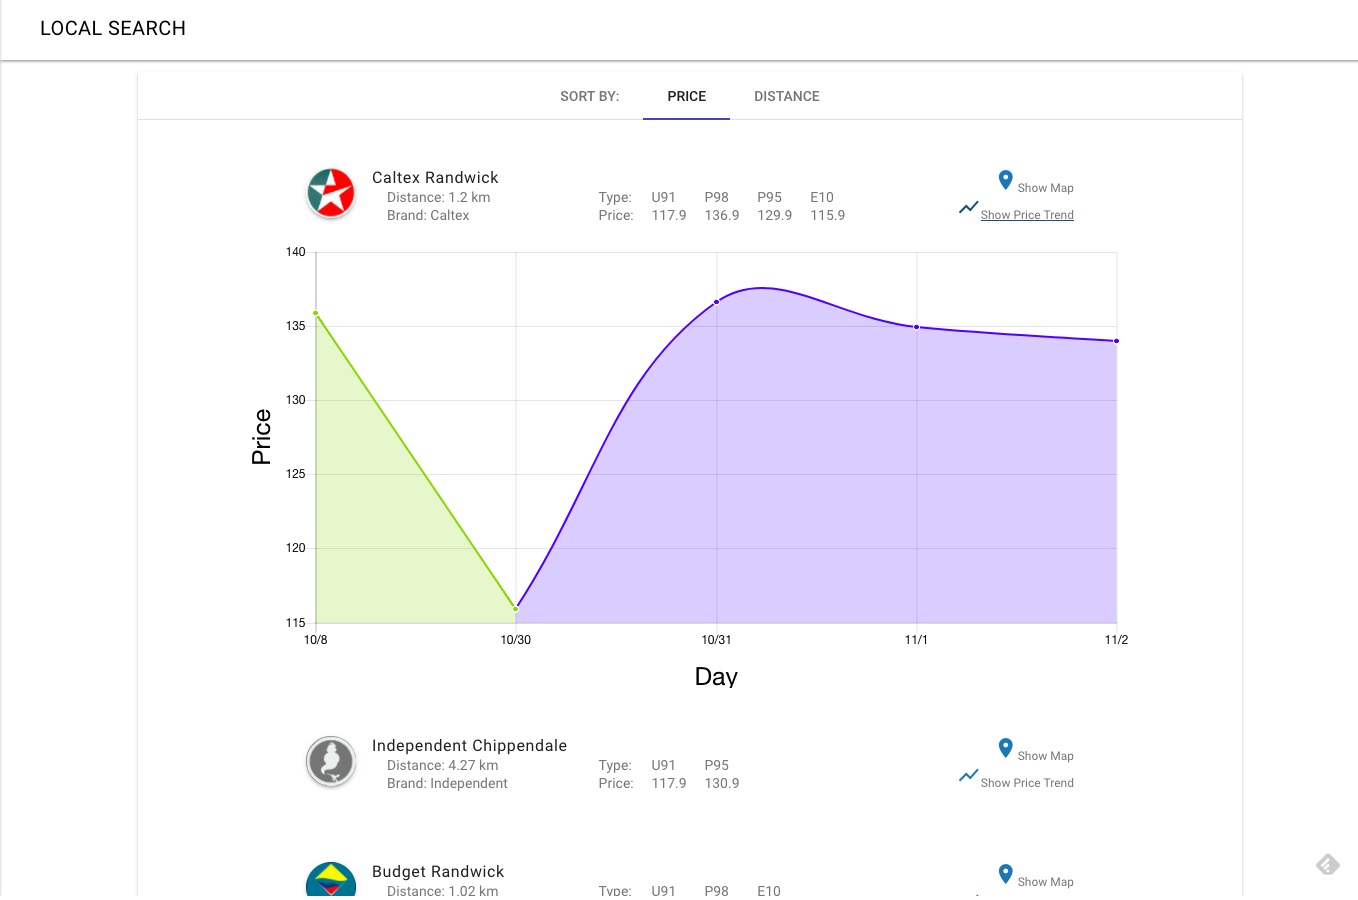 LOCAL SEARCH
SORT BY: PRICE DISTANCE
Caltex Randwick
Distance: 1.2 km
Brand: Caltex
Type: U91 P98 P95 E10
Price: 117.9 136.9 129.9 115.9
Show Map
Show Price Trend
140
135
130
125
120
115
Price
10/8 10/30 10/31 11/1 11/2
Day
Independent Chippendale
Distance: 4.27 km
Brand: Independent
Type: U91 P95
Price: 117.9 130.9
Show Map
Show Price Trend
Budget Randwick
Distance: 1.02 km
Type: U91 P98 E10
Show Map